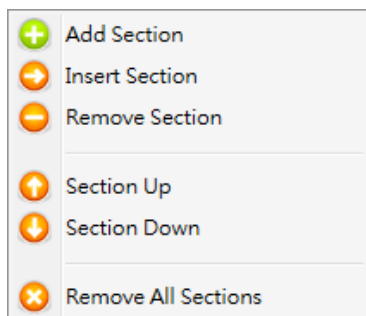 Add Section
Insert Section
Remove Section
Section Up
Section Down
Remove All Sections